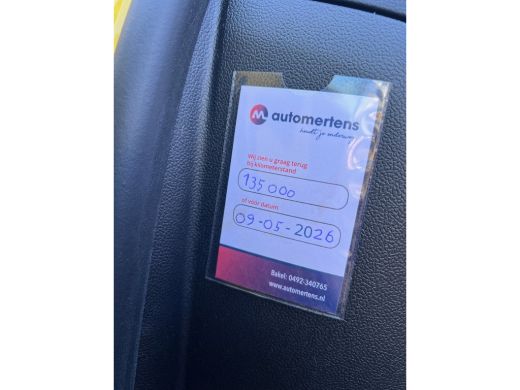 M automertens
houdt je onderweg
Wij zien u graag terug
bij kilometerstand
135 000
of voor datum
09-05-2026
Bakel: 0492-340765
www.automertens.nl